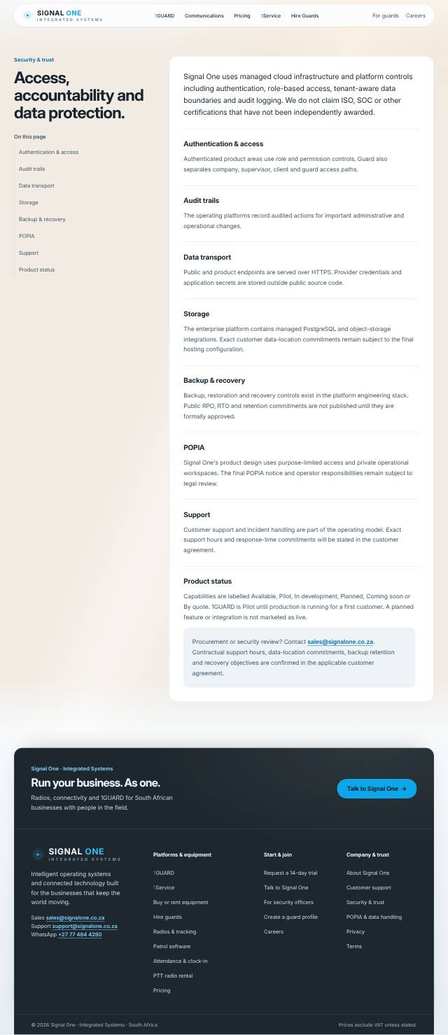 SIGNAL ONE
INTEGRATED SYSTEMS
1GUARD
Communications
Pricing
1Service
Hire Guards
For guards
Careers
Security & trust
Access,
accountability and
data protection.
On this page
Authentication & access
Audit trails
Data transport
Storage
Backup & recovery
POPIA
Support
Product status
Signal One uses managed cloud infrastructure and platform controls
including authentication, role-based access, tenant-aware data
boundaries and audit logging. We do not claim ISO, SOC or other
certifications that have not been independently awarded.
Authentication & access
Authenticated product areas use role and permission controls. Guard also
separates company, supervisor, client and guard access paths.
Audit trails
The operating platforms record audited actions for important administrative and
operational changes.
Data transport
Public and product endpoints are served over HTTPS. Provider credentials and
application secrets are stored outside public source code.
Storage
The enterprise platform contains managed PostgreSQL and object-storage
integrations. Exact customer data-location commitments remain subject to the final
hosting configuration.
Backup & recovery
Backup, restoration and recovery controls exist in the platform engineering stack.
Public RPO, RTO and retention commitments are not published until they are
formally approved.
POPIA
Signal One's product design uses purpose-limited access and private operational
workspaces. The final POPIA notice and operator responsibilities remain subject to
legal review.
Support
Customer support and incident handling are part of the operating model. Exact
support hours and response-time commitments will be stated in the customer
agreement.
Product status
Capabilities are labelled Available, Pilot, In development, Planned, Coming soon or
By quote. 1GUARD is Pilot until production is running for a first customer. A planned
feature or integration is not marketed as live.
Procurement or security review? Contact sales@signalone.co.za.
Contractual support hours, data-location commitments, backup retention
and recovery objectives are confirmed in the applicable customer
agreement.
Signal One · Integrated Systems
Run your business. As one.
Radios, connectivity and 1GUARD for South African
businesses with people in the field.
Talk to Signal One →
SIGNAL ONE
INTEGRATED SYSTEMS
Intelligent operating systems
and connected technology built
for the businesses that keep the
world moving.
Sales sales@signalone.co.za
Support support@signalone.co.za
WhatsApp +27 77 484 4280
Platforms & equipment
1GUARD
1Service
Buy or rent equipment
Hire guards
Radios & tracking
Patrol software
Attendance & clock-in
PTT radio rental
Pricing
Start & join
Request a 14-day trial
Talk to Signal One
For security officers
Create a guard profile
Careers
Company & trust
About Signal One
Customer support
Security & trust
POPIA & data handling
Privacy
Terms
© 2026 Signal One · Integrated Systems · South Africa
Prices exclude VAT unless stated.